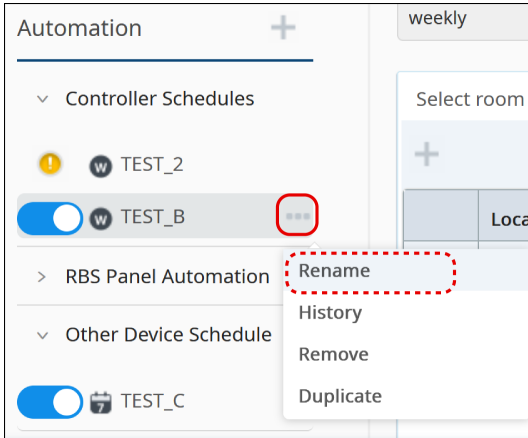 Automation
weekly
Controller Schedules
Select room
W TEST_2
W TEST_B
Loca
RBS Panel Automation
Rename
History
Other Device Schedule
Remove
Duplicate
7 TEST_C